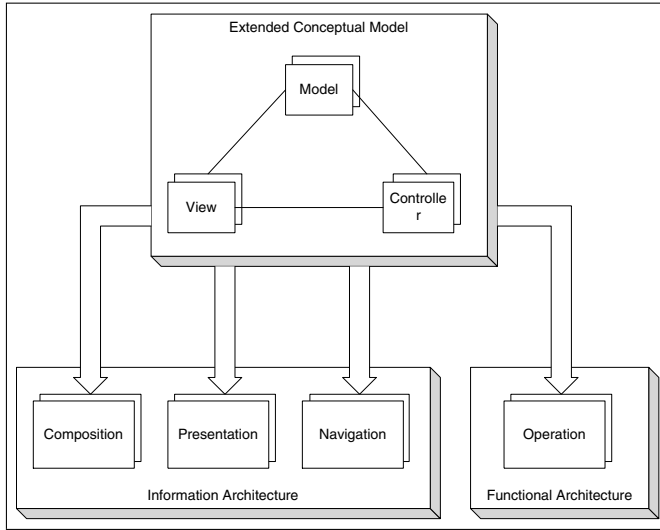 Extended Conceptual Model
Model
View
Controlle
r
Composition
Presentation
Navigation
Operation
Information Architecture
Functional Architecture